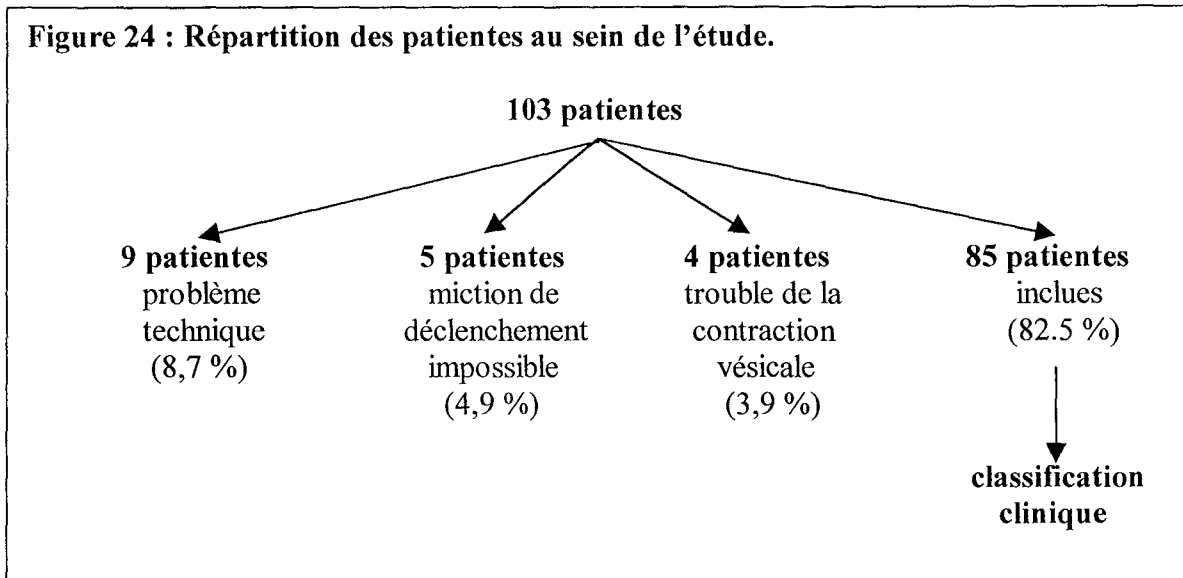 Figure 24 : Répartition des patientes au sein de l'étude.
103 patientes
9 patientes
problème
technique
(8,7 %)
5 patientes
miction de
déclenchement
impossible
(4,9 %)
4 patientes
trouble de la
contraction
vésicale
(3,9 %)
85 patientes
inclues
(82.5 %)
classification
clinique